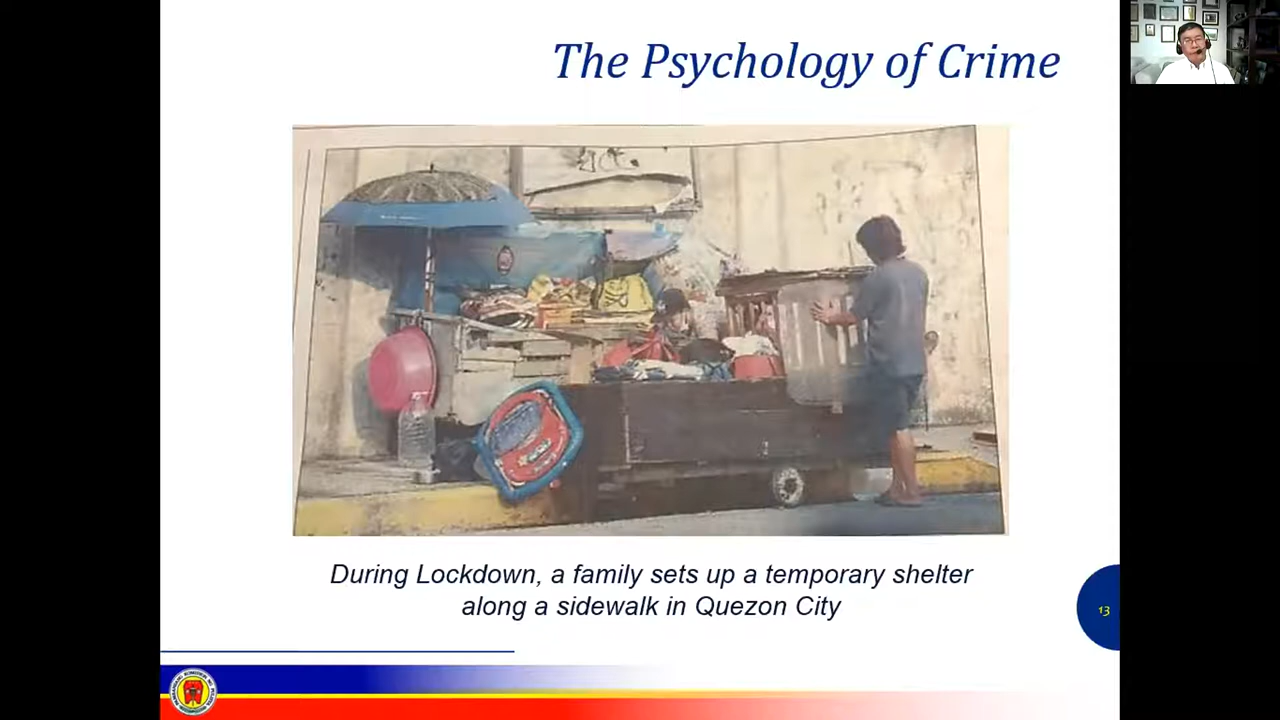 The Psychology of Crime
During Lockdown, a family sets up a temporary shelter
along a sidewalk in Quezon City
13